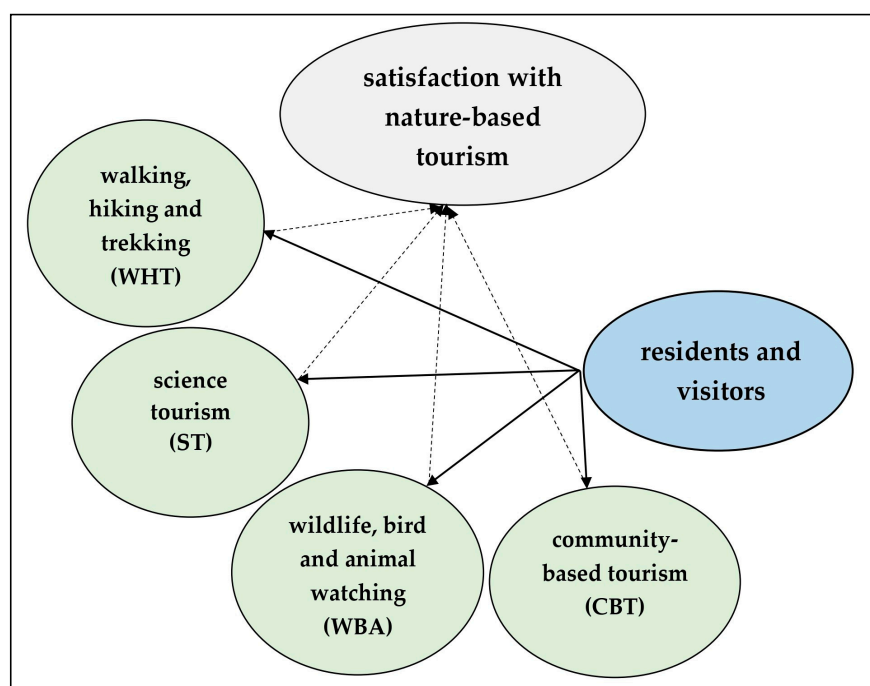 satisfaction with
nature-based
tourism
walking,
hiking and
trekking
(WHT)
residents and
visitors
science
tourism
(ST)
wildlife, bird
and animal
watching
(WBA)
community-
based tourism
(CBT)